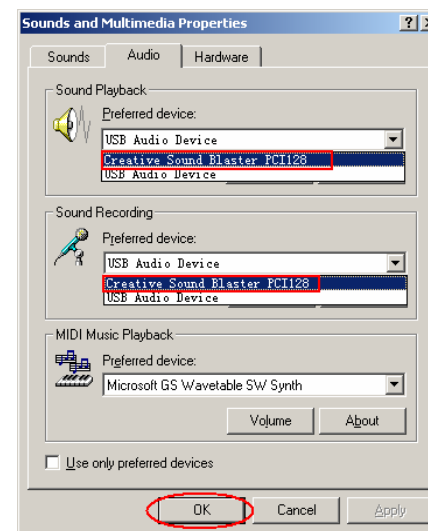 Sounds and Multimedia Properties
Sounds Audio Hardware
Sound Playback
Preferred device:
USB Audio Device
Creative Sound Blaster PCI128
USB Audio Device
Sound Recording
Preferred device:
USB Audio Device
Creative Sound Blaster PCI128
USB Audio Device
MIDI Music Playback
Preferred device:
Microsoft GS Wavetable SW Synth
Volume About
Use only preferred devices
OK Cancel Apply